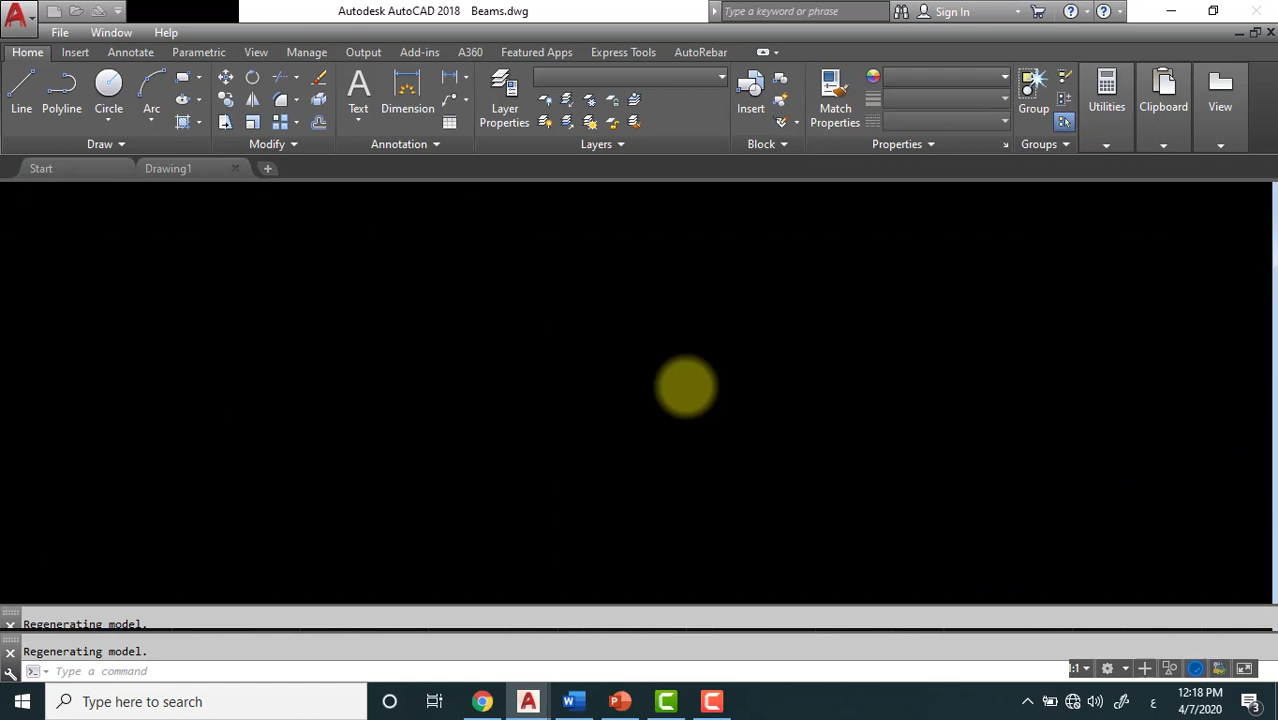 Autodesk AutoCAD 2018 Beams.dwg
Type a keyword or phrase
Sign In
File Window Help
Home Insert Annotate Parametric View Manage Output Add-ins A360 Featured Apps Express Tools AutoRebar
Line Polyline Circle Arc Text Dimension Layer Properties Insert Match Properties Group Utilities Clipboard View
Draw Modify Annotation Layers Block Properties Groups
Start Drawing1
Regenerating model.
Regenerating model.
Type a command
1:1
Type here to search
ع
12:18 PM
4/7/2020
3